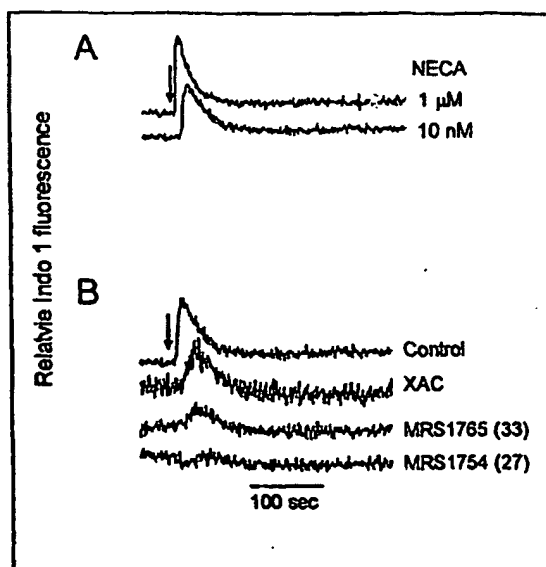 A
NECA
1 μM
10 nM
Relatvie Indo 1 fluorescence
B
Control
XAC
MRS1765 (33)
MRS1754 (27)
100 sec